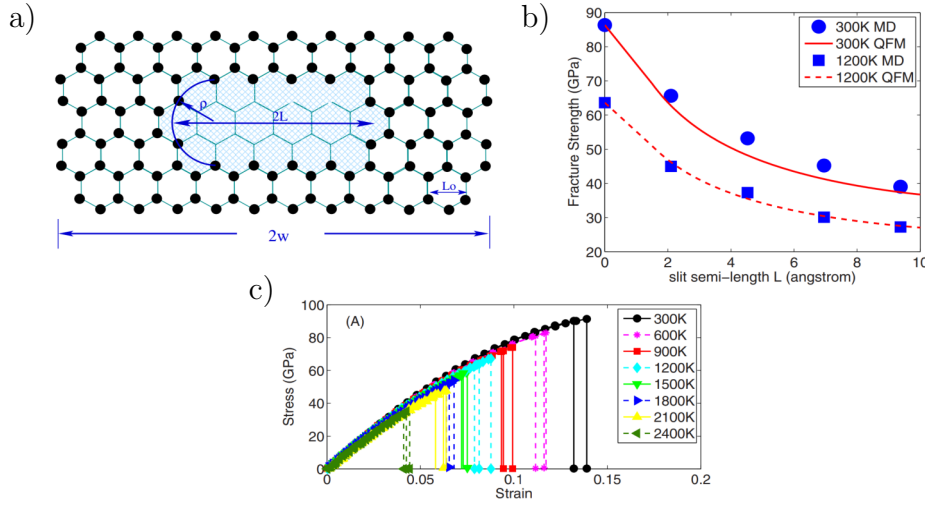 a)
ρ
2L
Lo
2w
b)
Fracture Strength (GPa)
90
80
70
60
50
40
30
20
0 2 4 6 8 10
slit semi-length L (angstrom)
300K MD
300K QFM
1200K MD
1200K QFM
c)
(A)
Stress (GPa)
100
80
60
40
20
0
0 0.05 0.1 0.15 0.2
Strain
300K
600K
900K
1200K
1500K
1800K
2100K
2400K